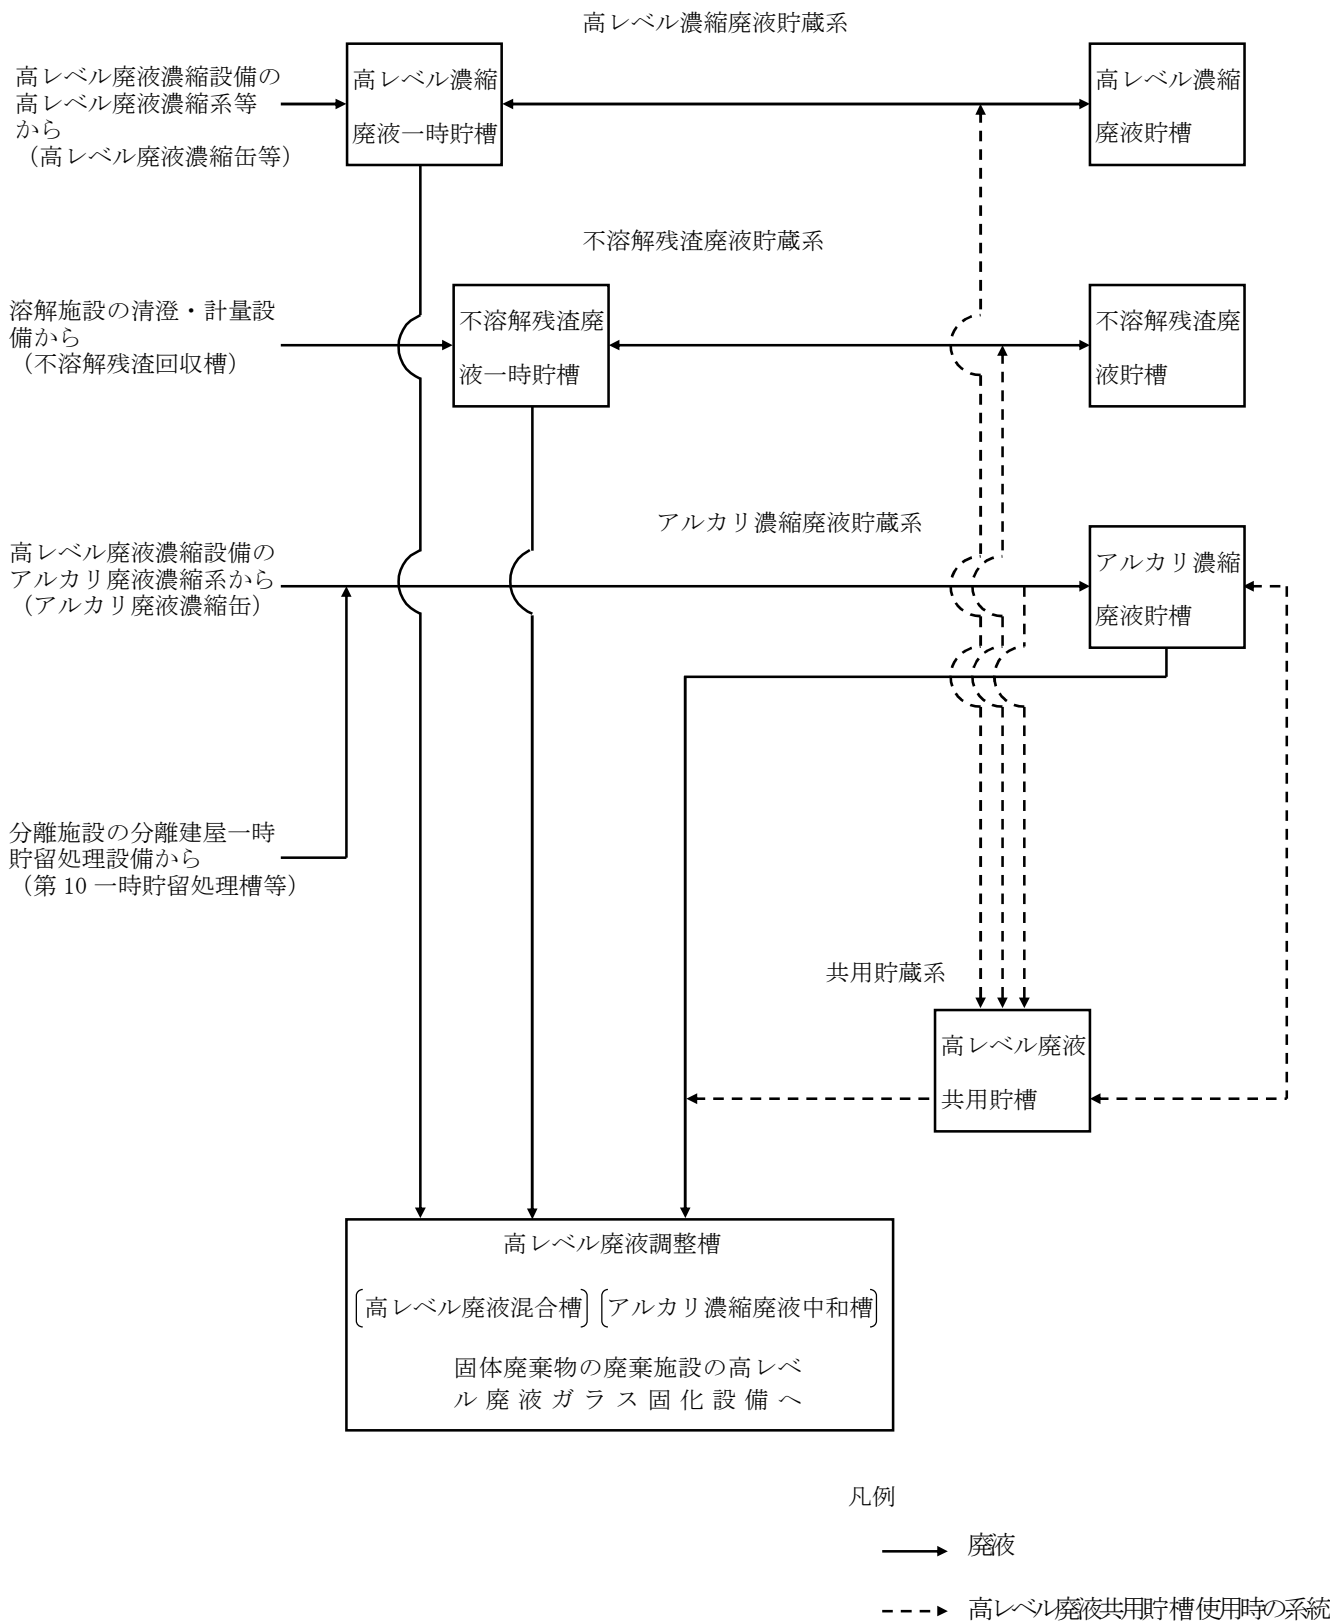 高レベル濃縮廃液貯蔵系
高レベル廃液濃縮設備の
高レベル廃液濃縮系等
から
（高レベル廃液濃縮缶等）
高レベル濃縮
廃液一時貯槽
高レベル濃縮
廃液貯槽
不溶解残渣廃液貯蔵系
溶解施設の清澄・計量設
備から
（不溶解残渣回収槽）
不溶解残渣廃
液一時貯槽
不溶解残渣廃
液貯槽
アルカリ濃縮廃液貯蔵系
高レベル廃液濃縮設備の
アルカリ廃液濃縮系から
（アルカリ廃液濃縮缶）
アルカリ濃縮
廃液貯槽
分離施設の分離建屋一時
貯留処理設備から
（第10一時貯留処理槽等）
共用貯蔵系
高レベル廃液
共用貯槽
高レベル廃液調整槽
〔高レベル廃液混合槽〕〔アルカリ濃縮廃液中和槽〕
固体廃棄物の廃棄施設の高レベ
ル廃液ガラス固化設備へ
凡例
廃液
高レベル廃液共用貯槽使用時の系統